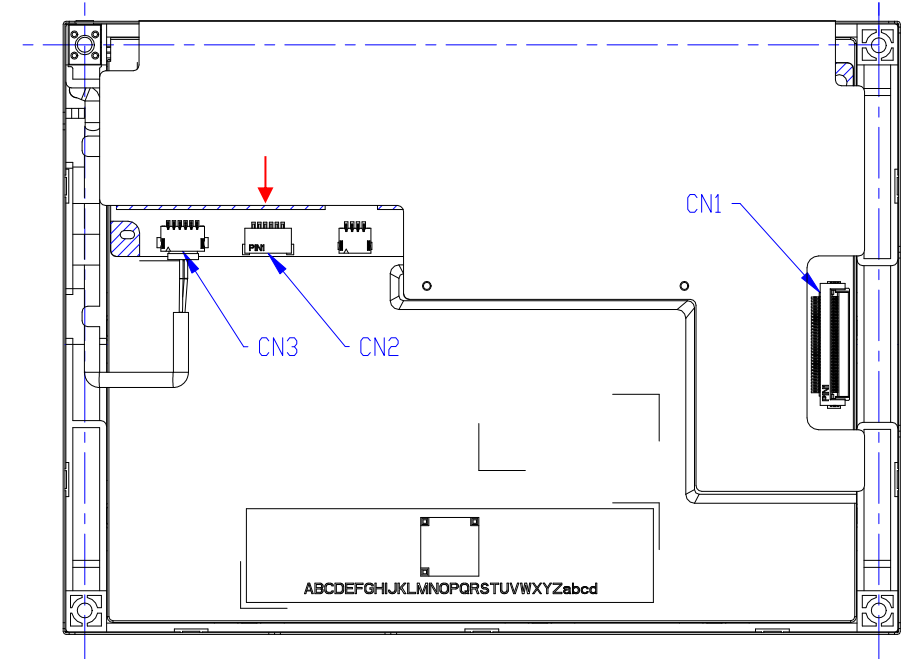 CN1
PIN1
CN3
CN2
PIN1
ABCDEFGHIJKLMNOPQRSTUVWXYZabcd